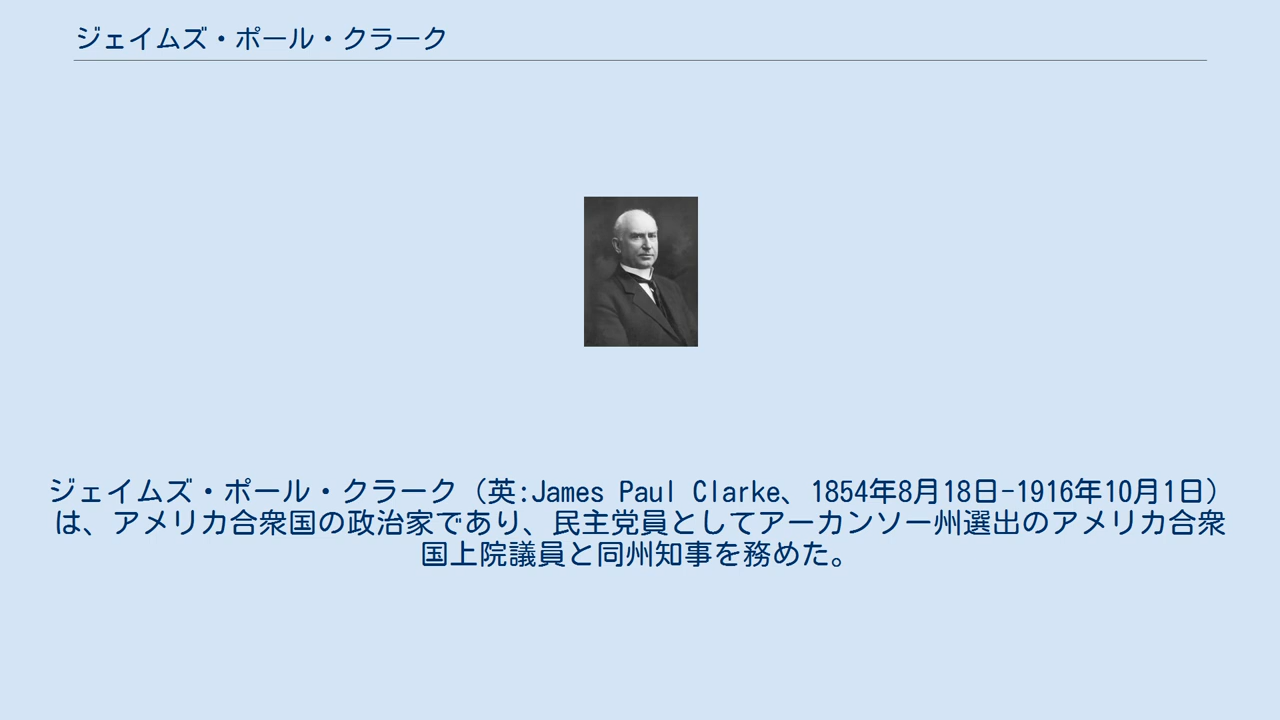 ジェイムズ・ポール・クラーク
ジェイムズ・ポール・クラーク（英:James Paul Clarke、1854年8月18日-1916年10月1日）
は、アメリカ合衆国の政治家であり、民主党員としてアーカンソー州選出のアメリカ合衆
国上院議員と同州知事を務めた。